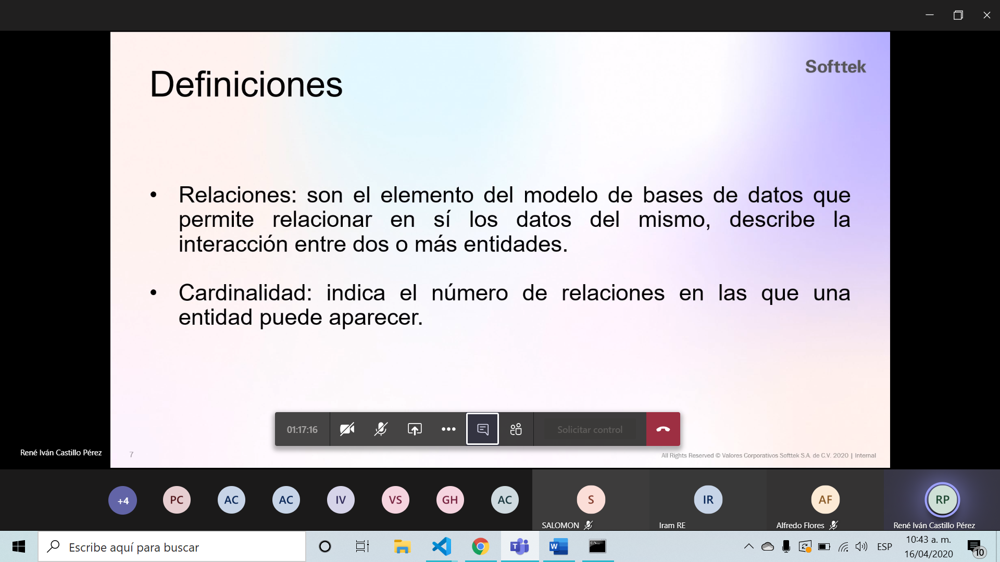 Softtek
Definiciones
• Relaciones: son el elemento del modelo de bases de datos que
permite relacionar en sí los datos del mismo, describe la
interacción entre dos o más entidades.
• Cardinalidad: indica el número de relaciones en las que una
entidad puede aparecer.
01:17:16
Solicitar control
René Iván Castillo Pérez
7
All Rights Reserved © Valores Corporativos Softtek S.A. de C.V. 2020 | Internal
+4
PC
AC
AC
IV
VS
GH
AC
S
IR
AF
RP
SALOMON
Iram RE
Alfredo Flores
René Iván Castillo Pérez
Escribe aquí para buscar
ESP
10:43 a. m.
16/04/2020
10